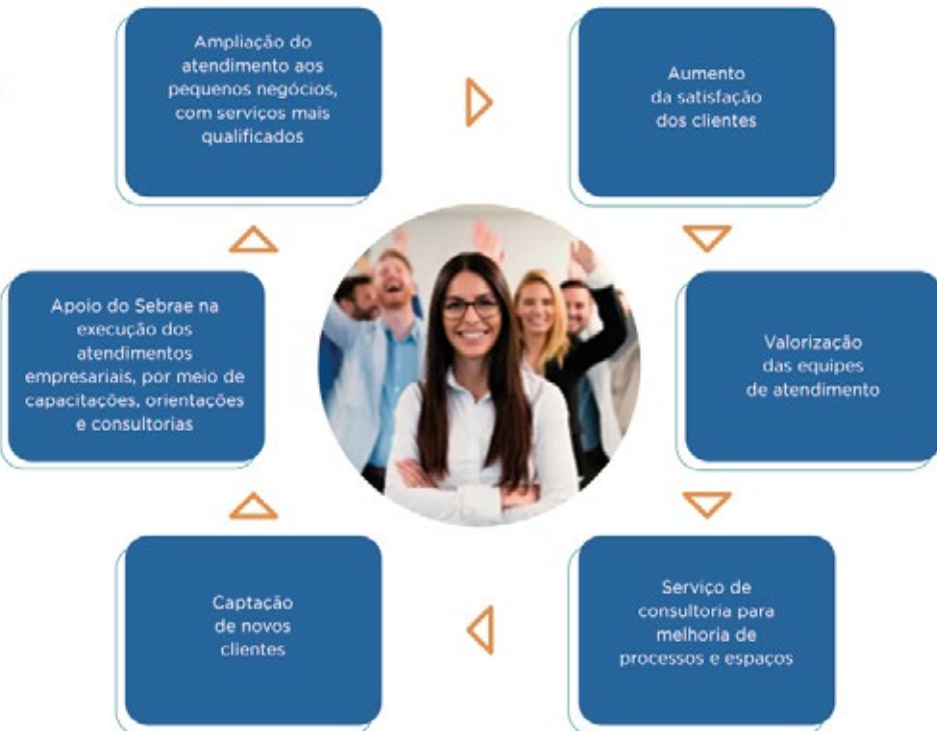 Ampliação do
atendimento aos
pequenos negócios,
com serviços mais
qualificados
Aumento
da satisfação
dos clientes
Valorização
das equipes
de atendimento
Serviço de
consultoria para
melhoria de
processos e espaços
Captação
de novos
clientes
Apoio do Sebrae na
execução dos
atendimentos
empresariais, por meio de
capacitações, orientações
e consultorias